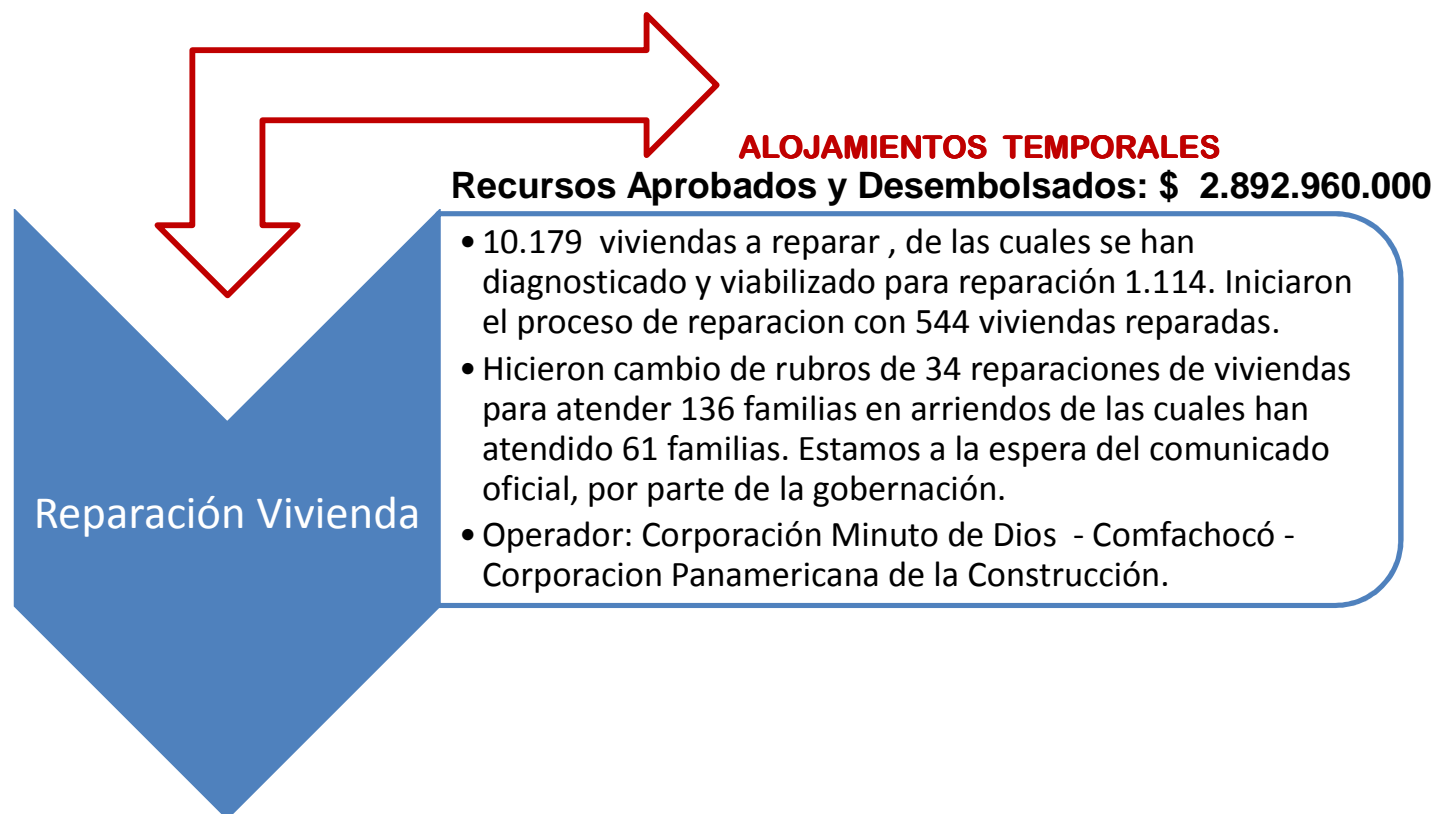 ALOJAMIENTOS TEMPORALES
Recursos Aprobados y Desembolsados: $ 2.892.960.000
• 10.179 viviendas a reparar , de las cuales se han
diagnosticado y viabilizado para reparación 1.114. Iniciaron
el proceso de reparacion con 544 viviendas reparadas.
• Hicieron cambio de rubros de 34 reparaciones de viviendas
para atender 136 familias en arriendos de las cuales han
atendido 61 familias. Estamos a la espera del comunicado
oficial, por parte de la gobernación.
• Operador: Corporación Minuto de Dios - Comfachocó -
Corporacion Panamericana de la Construcción.
Reparación Vivienda